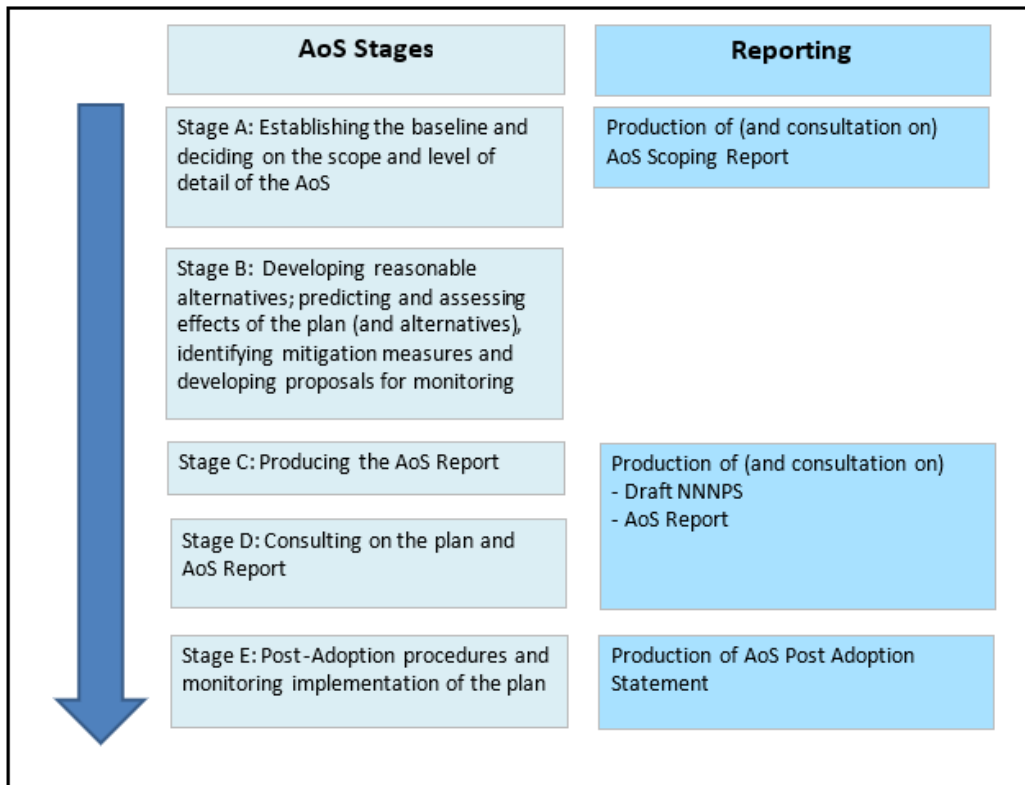 AoS Stages
Reporting
Stage A: Establishing the baseline and
deciding on the scope and level of
detail of the AoS
Production of (and consultation on)
AoS Scoping Report
Stage B: Developing reasonable
alternatives; predicting and assessing
effects of the plan (and alternatives),
identifying mitigation measures and
developing proposals for monitoring
Stage C: Producing the AoS Report
Production of (and consultation on)
- Draft NNNPS
- AoS Report
Stage D: Consulting on the plan and
AoS Report
Stage E: Post-Adoption procedures and
monitoring implementation of the plan
Production of AoS Post Adoption
Statement